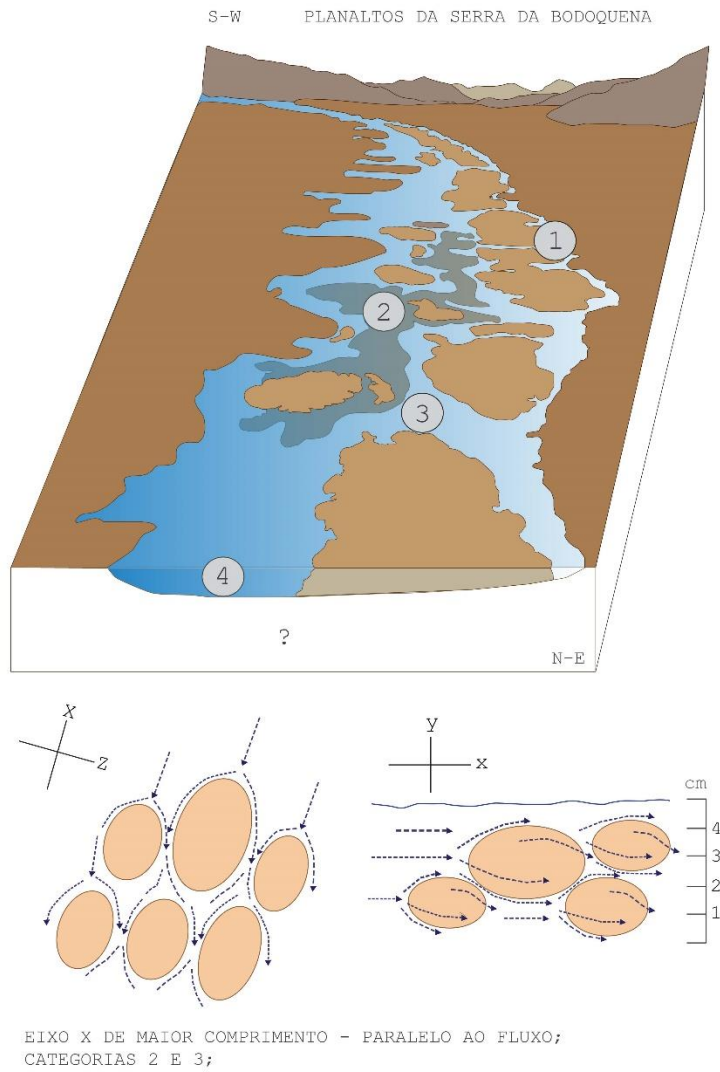 S-W PLANALTOS DA SERRA DA BODOQUENA
1
2
3
4
?
N-E
X
Z
y
x
cm
4
3
2
1
EIXO X DE MAIOR COMPRIMENTO - PARALELO AO FLUXO;
CATEGORIAS 2 E 3;